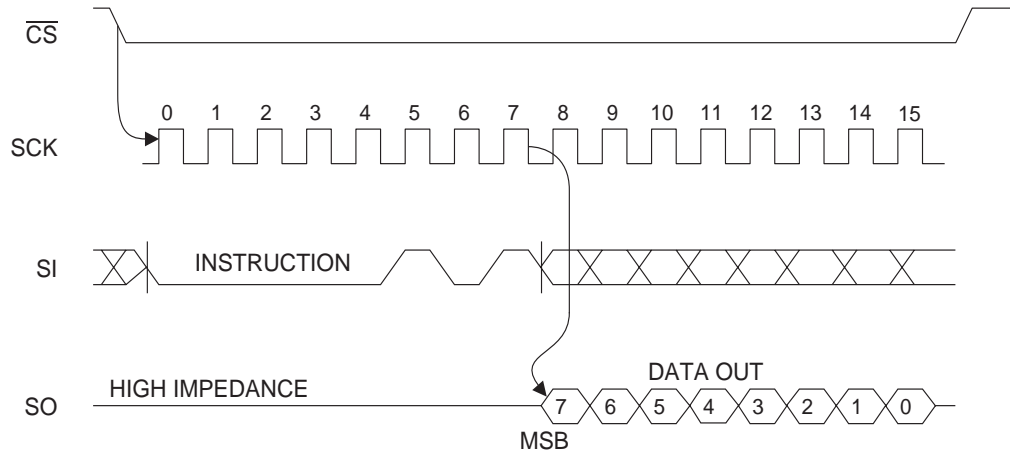 CS
0 1 2 3 4 5 6 7 8 9 10 11 12 13 14 15
SCK
SI INSTRUCTION
DATA OUT
HIGH IMPEDANCE
SO 7 6 5 4 3 2 1 0
MSB